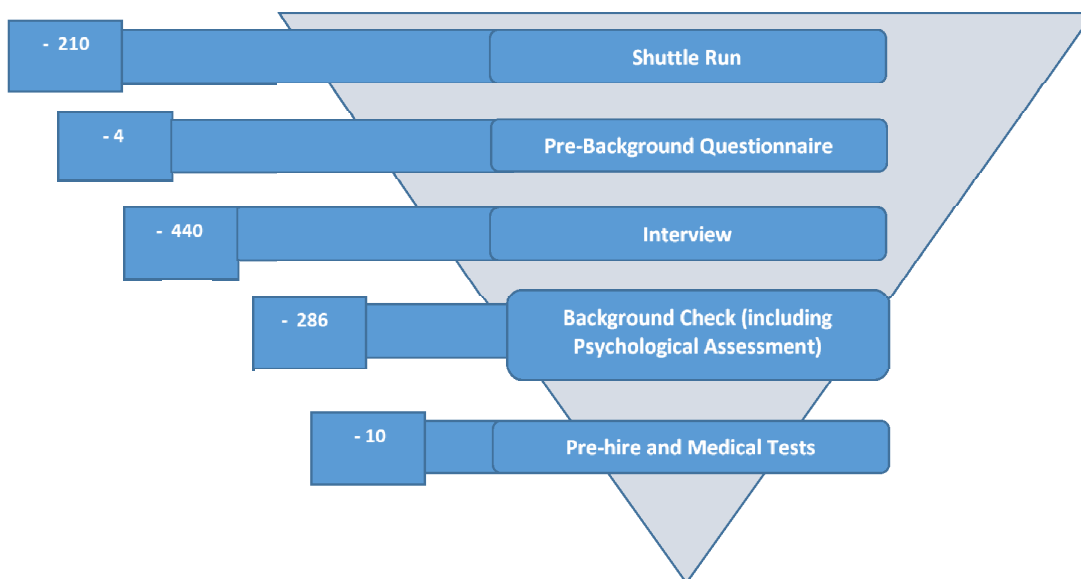 - 210
Shuttle Run
- 4
Pre-Background Questionnaire
- 440
Interview
- 286
Background Check (including
Psychological Assessment)
- 10
Pre-hire and Medical Tests